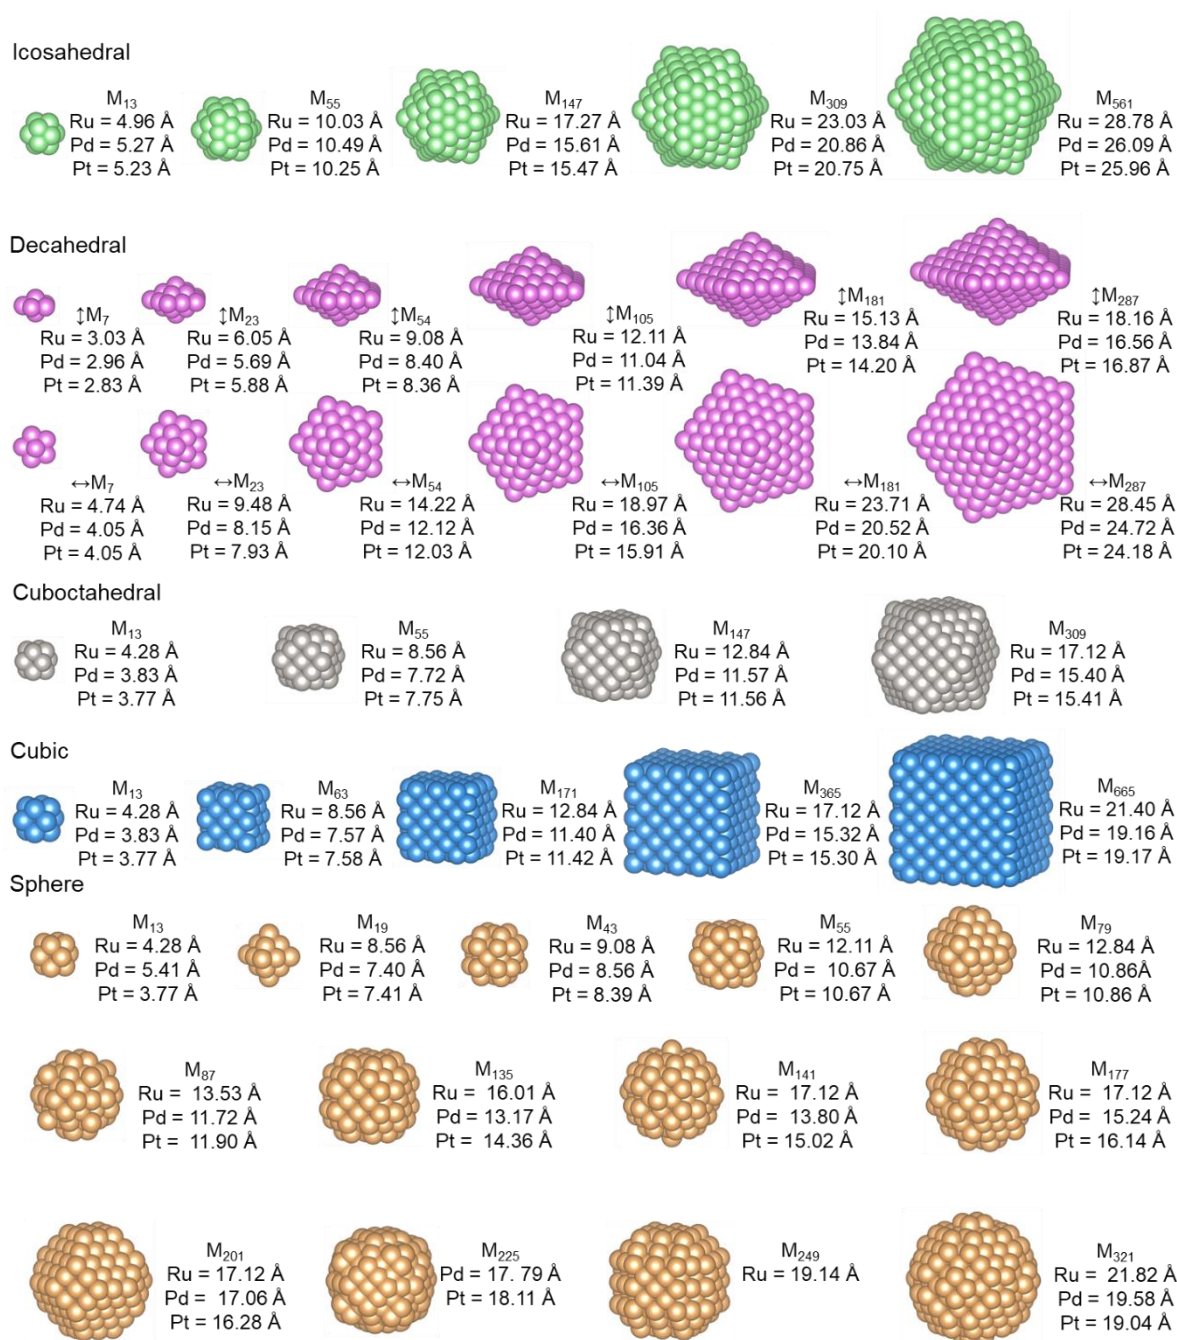 Icosahedral
M13
Ru = 4.96 Å
Pd = 5.27 Å
Pt = 5.23 Å
M55
Ru = 10.03 Å
Pd = 10.49 Å
Pt = 10.25 Å
M147
Ru = 17.27 Å
Pd = 15.61 Å
Pt = 15.47 Å
M309
Ru = 23.03 Å
Pd = 20.86 Å
Pt = 20.75 Å
M561
Ru = 28.78 Å
Pd = 26.09 Å
Pt = 25.96 Å
Decahedral
↕M7
Ru = 3.03 Å
Pd = 2.96 Å
Pt = 2.83 Å
↕M23
Ru = 6.05 Å
Pd = 5.69 Å
Pt = 5.88 Å
↕M54
Ru = 9.08 Å
Pd = 8.40 Å
Pt = 8.36 Å
↕M105
Ru = 12.11 Å
Pd = 11.04 Å
Pt = 11.39 Å
↕M181
Ru = 15.13 Å
Pd = 13.84 Å
Pt = 14.20 Å
↕M287
Ru = 18.16 Å
Pd = 16.56 Å
Pt = 16.87 Å
↔M7
Ru = 4.74 Å
Pd = 4.05 Å
Pt = 4.05 Å
↔M23
Ru = 9.48 Å
Pd = 8.15 Å
Pt = 7.93 Å
↔M54
Ru = 14.22 Å
Pd = 12.12 Å
Pt = 12.03 Å
↔M105
Ru = 18.97 Å
Pd = 16.36 Å
Pt = 15.91 Å
↔M181
Ru = 23.71 Å
Pd = 20.52 Å
Pt = 20.10 Å
↔M287
Ru = 28.45 Å
Pd = 24.72 Å
Pt = 24.18 Å
Cuboctahedral
M13
Ru = 4.28 Å
Pd = 3.83 Å
Pt = 3.77 Å
M55
Ru = 8.56 Å
Pd = 7.72 Å
Pt = 7.75 Å
M147
Ru = 12.84 Å
Pd = 11.57 Å
Pt = 11.56 Å
M309
Ru = 17.12 Å
Pd = 15.40 Å
Pt = 15.41 Å
Cubic
M13
Ru = 4.28 Å
Pd = 3.83 Å
Pt = 3.77 Å
M63
Ru = 8.56 Å
Pd = 7.57 Å
Pt = 7.58 Å
M171
Ru = 12.84 Å
Pd = 11.40 Å
Pt = 11.42 Å
M365
Ru = 17.12 Å
Pd = 15.32 Å
Pt = 15.30 Å
M665
Ru = 21.40 Å
Pd = 19.16 Å
Pt = 19.17 Å
Sphere
M13
Ru = 4.28 Å
Pd = 5.41 Å
Pt = 3.77 Å
M19
Ru = 8.56 Å
Pd = 7.40 Å
Pt = 7.41 Å
M43
Ru = 9.08 Å
Pd = 8.56 Å
Pt = 8.39 Å
M55
Ru = 12.11 Å
Pd = 10.67 Å
Pt = 10.67 Å
M79
Ru = 12.84 Å
Pd = 10.86Å
Pt = 10.86 Å
M87
Ru = 13.53 Å
Pd = 11.72 Å
Pt = 11.90 Å
M135
Ru = 16.01 Å
Pd = 13.17 Å
Pt = 14.36 Å
M141
Ru = 17.12 Å
Pd = 13.80 Å
Pt = 15.02 Å
M177
Ru = 17.12 Å
Pd = 15.24 Å
Pt = 16.14 Å
M201
Ru = 17.12 Å
Pd = 17.06 Å
Pt = 16.28 Å
M225
Pd = 17. 79 Å
Pt = 18.11 Å
M249
Ru = 19.14 Å
M321
Ru = 21.82 Å
Pd = 19.58 Å
Pt = 19.04 Å